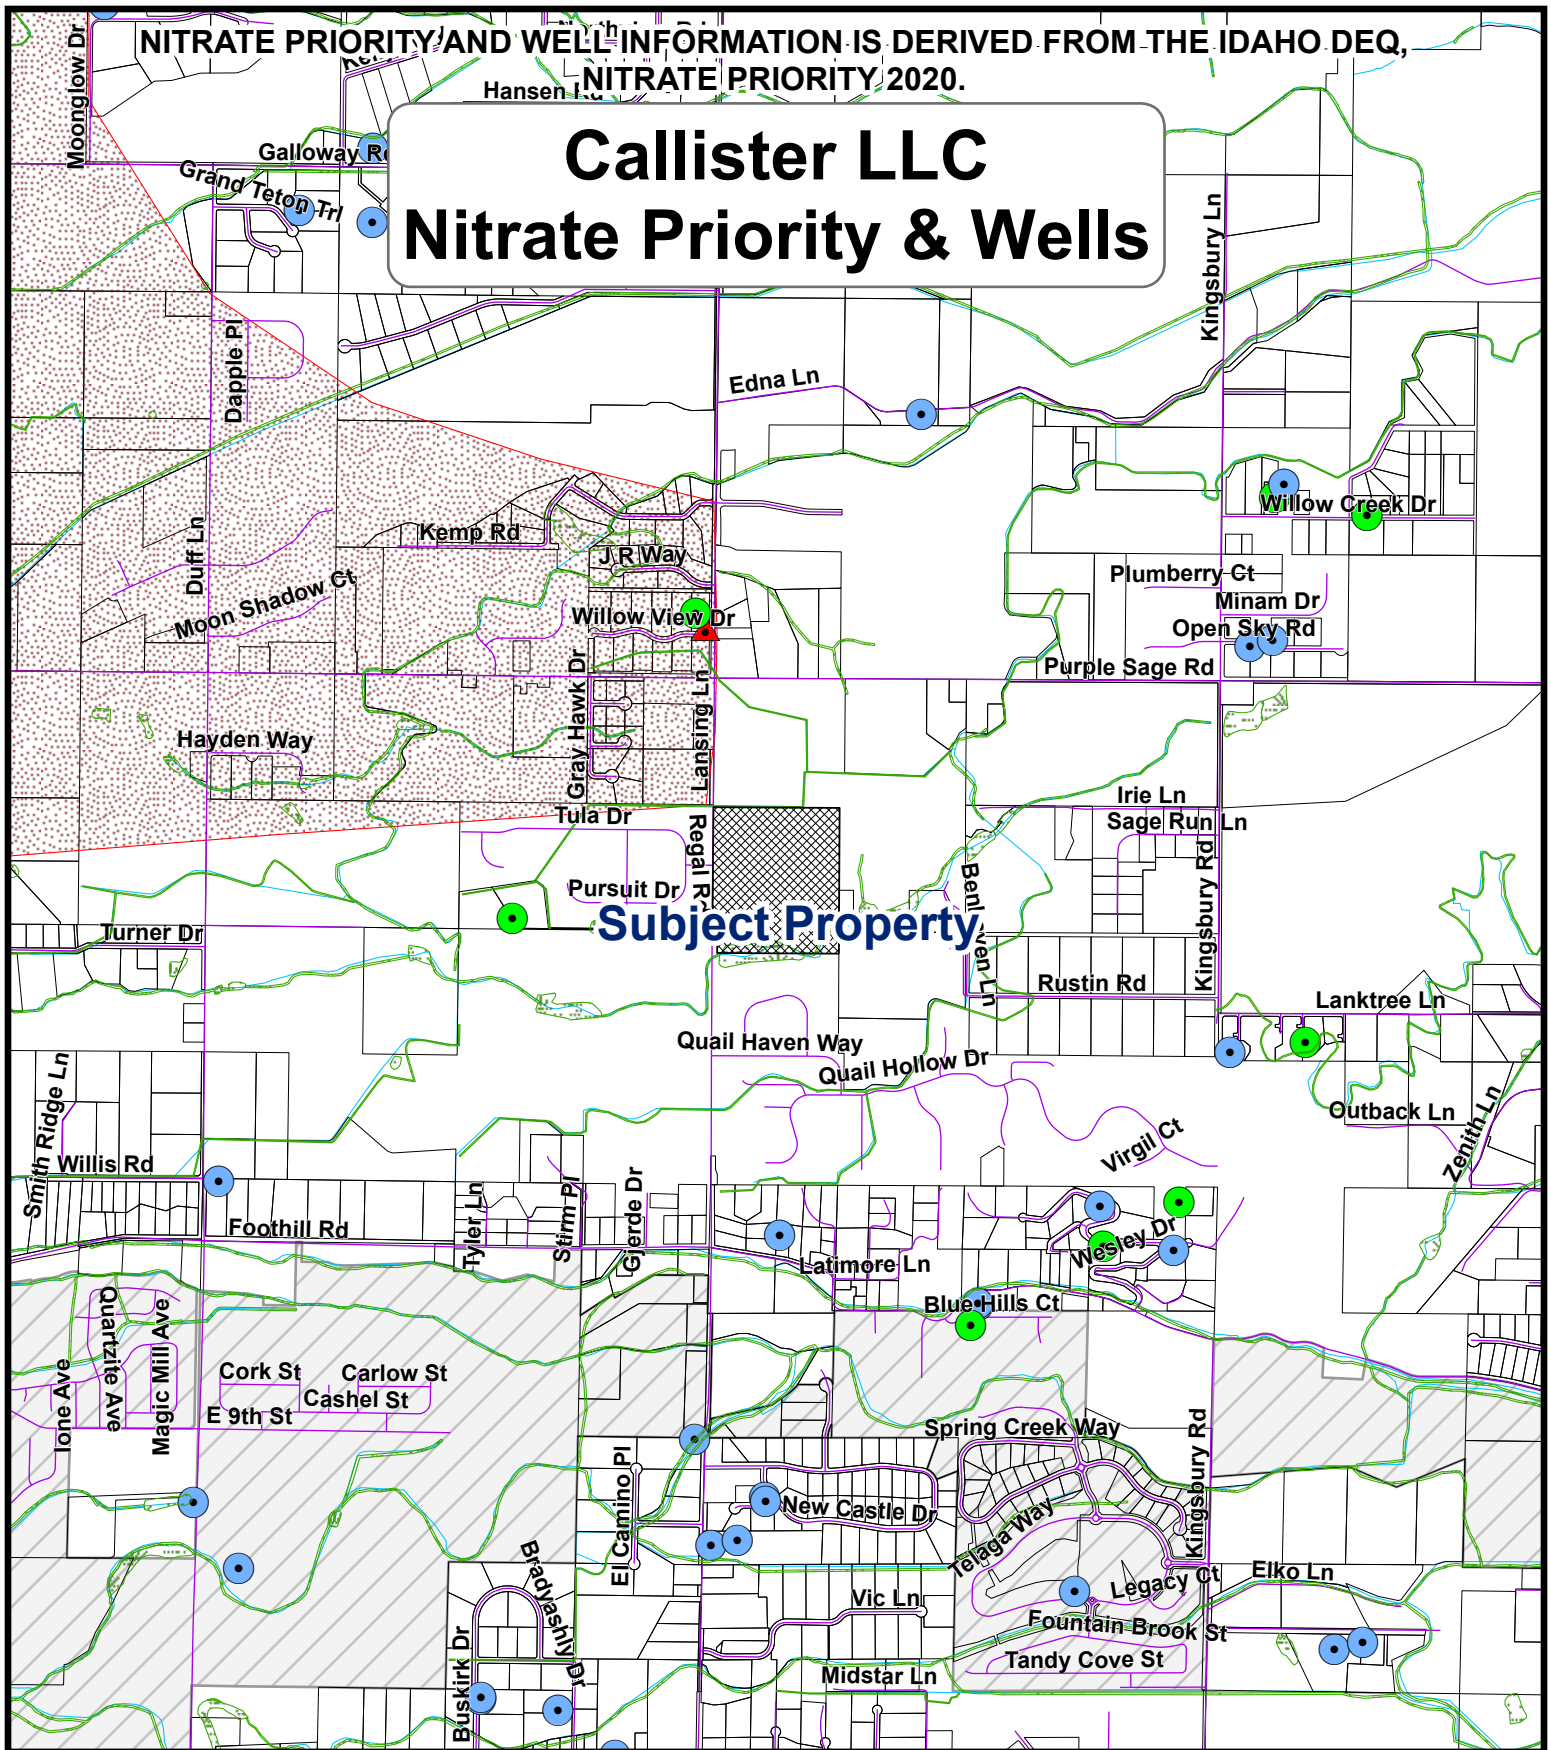 NITRATE PRIORITY AND WELL INFORMATION IS DERIVED FROM THE IDAHO DEQ,
NITRATE PRIORITY 2020.
Moonglow Dr
Hansen Rd
Callister LLC
Nitrate Priority & Wells
Galloway Rd
Grand Teton Trl
Kingsbury Ln
Dapple Pl
Edna Ln
Willow Creek Dr
Kemp Rd
Duff Ln
J R Way
Plumberry Ct
Moon Shadow Ct
Minam Dr
Willow View Dr
Open Sky Rd
Purple Sage Rd
Gray Hawk Dr
Lansing Ln
Hayden Way
Irie Ln
Tula Dr
Sage Run Ln
Regal Rd
Kingsbury Rd
Pursuit Dr
Subject Property
Turner Dr
Rustin Rd
Lanktree Ln
Quail Haven Way
Quail Hollow Dr
Smith Ridge Ln
Outback Ln
Zenith Ln
Virgil Ct
Willis Rd
Tyler Ln
Stirm Pl
Gjerde Dr
Foothill Rd
Wesley Dr
Latimore Ln
Blue Hills Ct
Quartzite Ave
Magic Mill Ave
Ione Ave
Cork St
Carlow St
Cashel St
E 9th St
Spring Creek Way
Kingsbury Rd
El Camino Pl
New Castle Dr
Telaga Way
Bradyashly Dr
Elko Ln
Legacy Ct
Vic Ln
Fountain Brook St
Buskirk Dr
Tandy Cove St
Midstar Ln